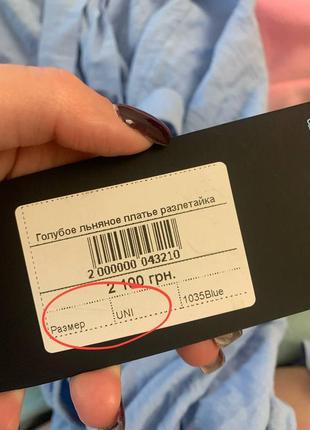 Голубое льняное платье разлетайка
2 000000 043210
2 100 грн.
Размер UNI 1035Blue